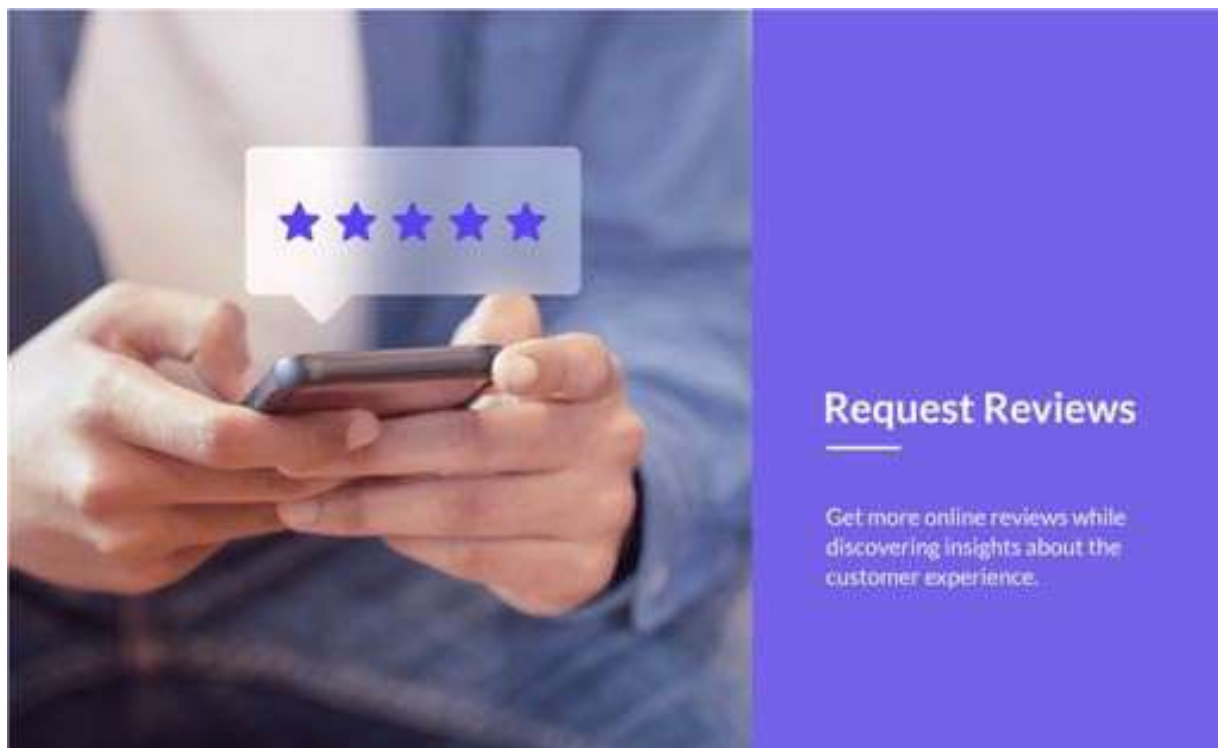 Request Reviews
Get more online reviews while
discovering insights about the
customer experience.